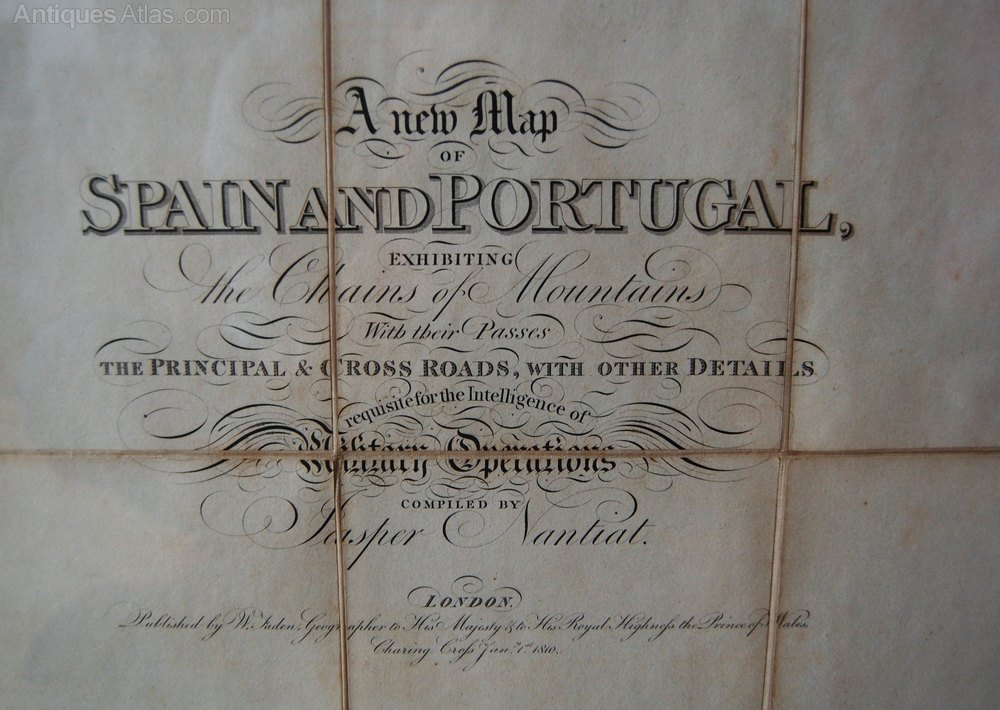 AntiquesAtlas.com
A new Map
OF
SPAIN AND PORTUGAL,
EXHIBITING
the Chains of Mountains
With their Passes
THE PRINCIPAL & CROSS ROADS, WITH OTHER DETAILS
requisite for the Intelligence of
Military Operations
COMPILED BY
Jasper Nantiat.
LONDON.
Published by W. Faden, Geographer to His Majesty & to His Royal Highneſs the Prince of Wales.
Charing Croſs Jany. 1st. 1810.